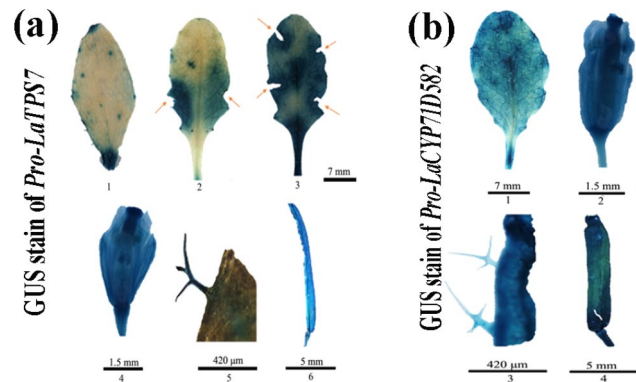 (a)
GUS stain of Pro-LaTPS7
1
2
3
7 mm
1.5 mm
4
420 μm
5
5 mm
6
(b)
GUS stain of Pro-LaCYP71D582
7 mm
1
1.5 mm
2
420 μm
3
5 mm
4